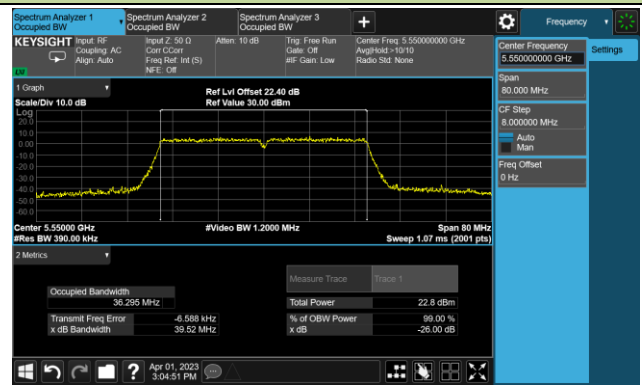 Spectrum Analyzer 1
Occupied BW
Spectrum Analyzer 2
Occupied BW
Spectrum Analyzer 3
Occupied BW
+
Frequency
KEYSIGHT
Input: RF
Coupling: AC
Align: Auto
Input Z: 50 Ω
Corr CCorr
Freq Ref: Int (S)
NFE: Off
Atten: 10 dB
Trig: Free Run
Gate: Off
#IF Gain: Low
Center Freq: 5.550000000 GHz
Avg|Hold:>10/10
Radio Std: None
Center Frequency
5.550000000 GHz
Settings
Span
80.000 MHz
CF Step
8.000000 MHz
Auto
Man
Freq Offset
0 Hz
1 Graph
Scale/Div 10.0 dB
Ref Lvl Offset 22.40 dB
Ref Value 30.00 dBm
Log
20.0
10.0
0.00
-10.0
-20.0
-30.0
-40.0
-50.0
-60.0
Center 5.55000 GHz
#Video BW 1.2000 MHz
Span 80 MHz
#Res BW 390.00 kHz
Sweep 1.07 ms (2001 pts)
2 Metrics
Measure Trace
Trace 1
Occupied Bandwidth
36.295 MHz
Total Power
22.8 dBm
Transmit Freq Error
-6.588 kHz
% of OBW Power
99.00 %
x dB Bandwidth
39.52 MHz
x dB
-26.00 dB
?
Apr 01, 2023
3:04:51 PM